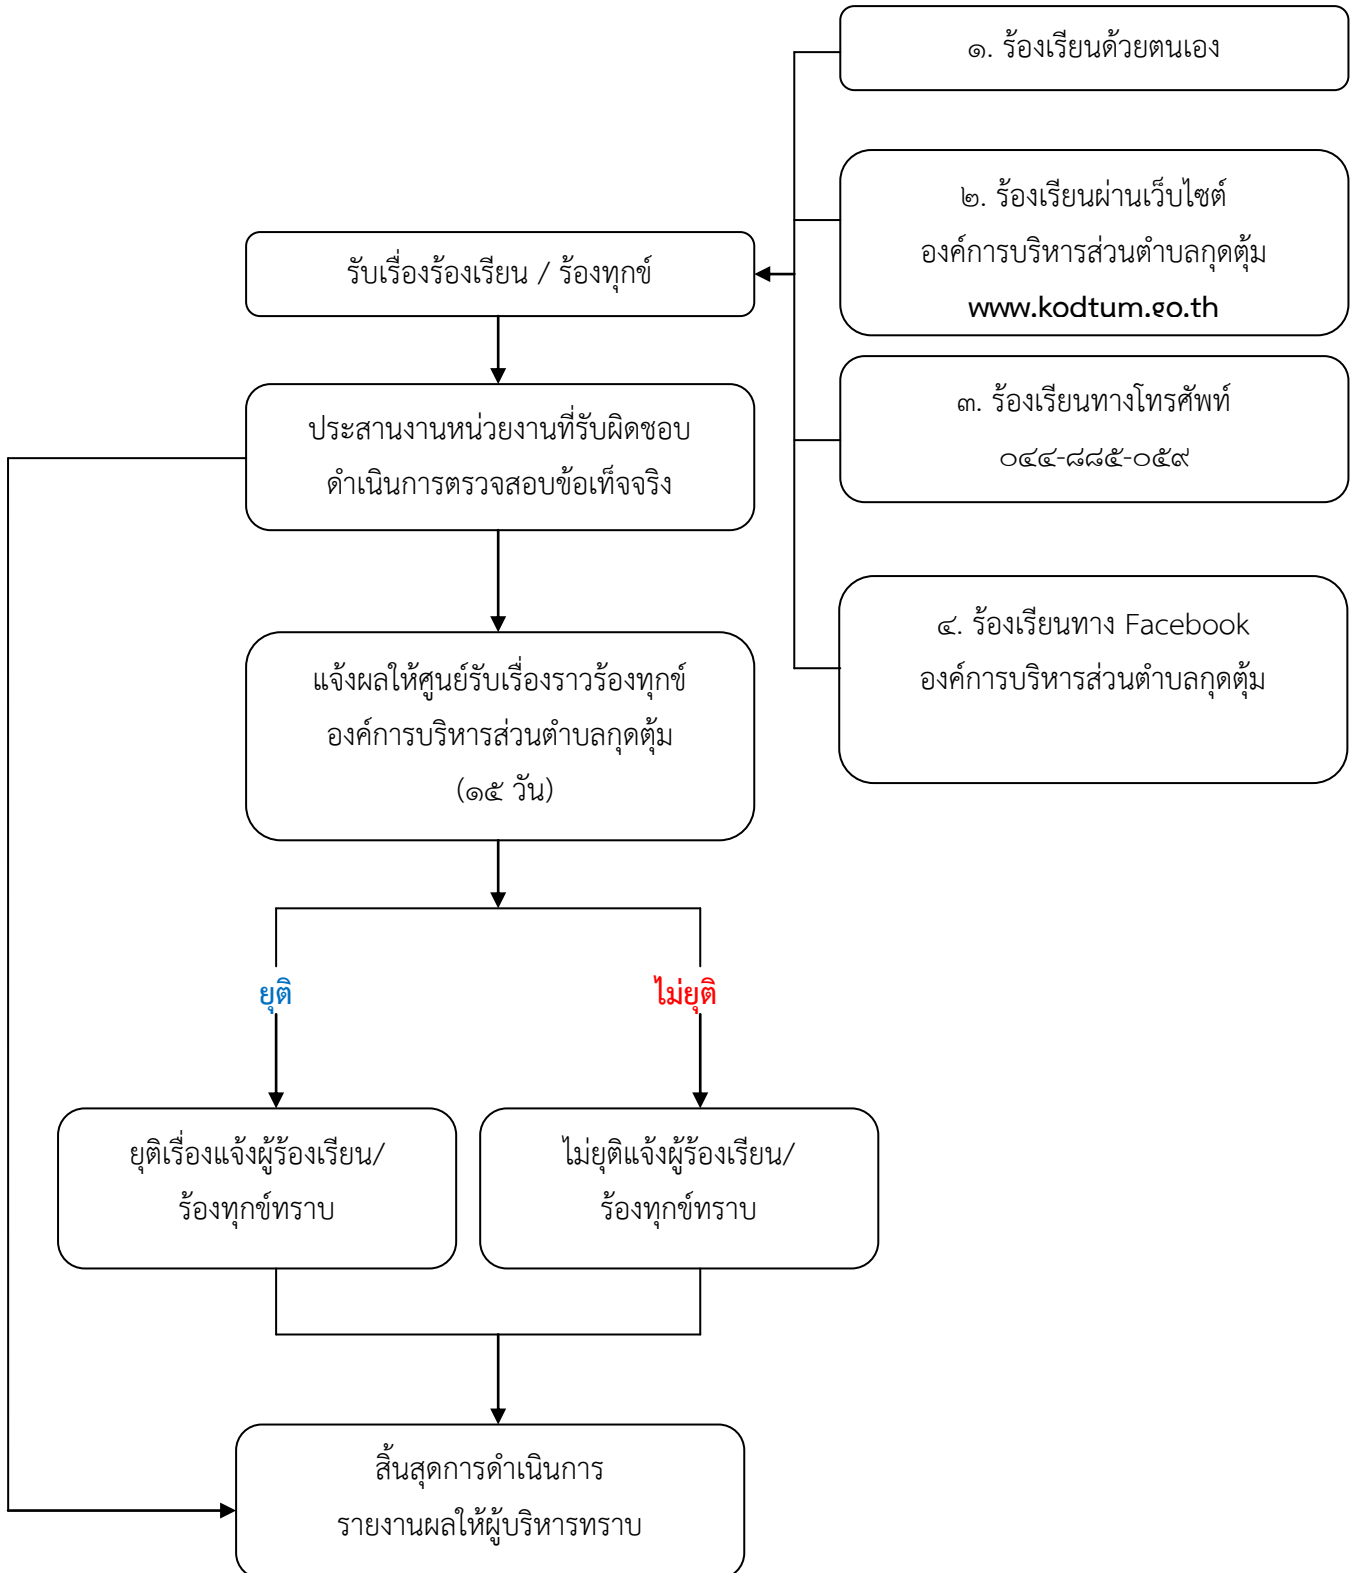 ๑. ร้องเรียนด้วยตนเอง
๒. ร้องเรียนผ่านเว็บไซต์
องค์การบริหารส่วนตำบลกุดตุ้ม
www.kodtum.go.th
รับเรื่องร้องเรียน / ร้องทุกข์
๓. ร้องเรียนทางโทรศัพท์
๐๔๔-๘๘๕-๐๕๙
ประสานงานหน่วยงานที่รับผิดชอบ
ดำเนินการตรวจสอบข้อเท็จจริง
๔. ร้องเรียนทาง Facebook
องค์การบริหารส่วนตำบลกุดตุ้ม
แจ้งผลให้ศูนย์รับเรื่องราวร้องทุกข์
องค์การบริหารส่วนตำบลกุดตุ้ม
(๑๕ วัน)
ยุติ
ไม่ยุติ
ยุติเรื่องแจ้งผู้ร้องเรียน/
ร้องทุกข์ทราบ
ไม่ยุติแจ้งผู้ร้องเรียน/
ร้องทุกข์ทราบ
สิ้นสุดการดำเนินการ
รายงานผลให้ผู้บริหารทราบ